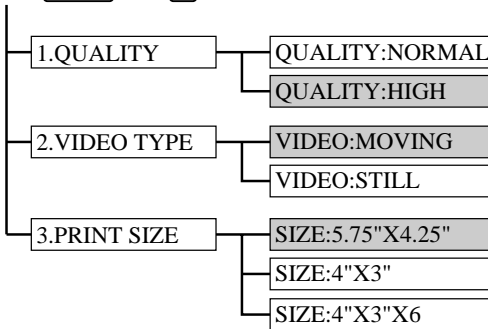 1.QUALITY
QUALITY:NORMAL
QUALITY:HIGH
2.VIDEO TYPE
VIDEO:MOVING
VIDEO:STILL
3.PRINT SIZE
SIZE:5.75"X4.25"
SIZE:4"X3"
SIZE:4"X3"X6